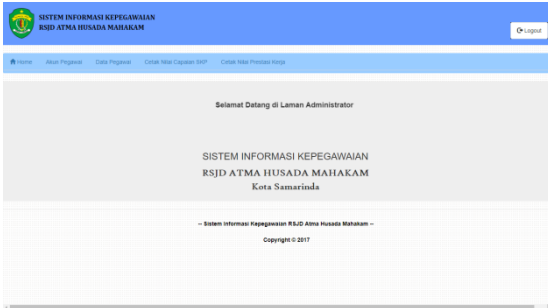 SISTEM INFORMASI KEPEGAWAIAN
RSJD ATMA HUSADA MAHAKAM
Logout
Home Akun Pegawai Data Pegawai Cetak Nilai Capaian SKP Cetak Nilai Prestasi Kerja
Selamat Datang di Laman Administrator
SISTEM INFORMASI KEPEGAWAIAN
RSJD ATMA HUSADA MAHAKAM
Kota Samarinda
-- Sistem Informasi Kepegawaian RSJD Atma Husada Mahakam --
Copyright © 2017